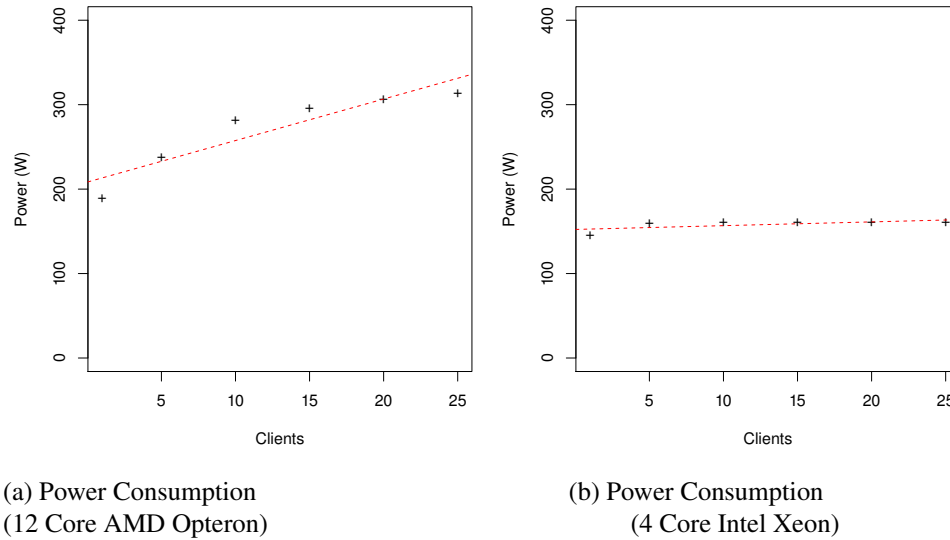 400
300
200
100
0
Power (W)
5 10 15 20 25
Clients
400
300
200
100
0
Power (W)
5 10 15 20 25
Clients
(a) Power Consumption
(12 Core AMD Opteron)
(b) Power Consumption
(4 Core Intel Xeon)